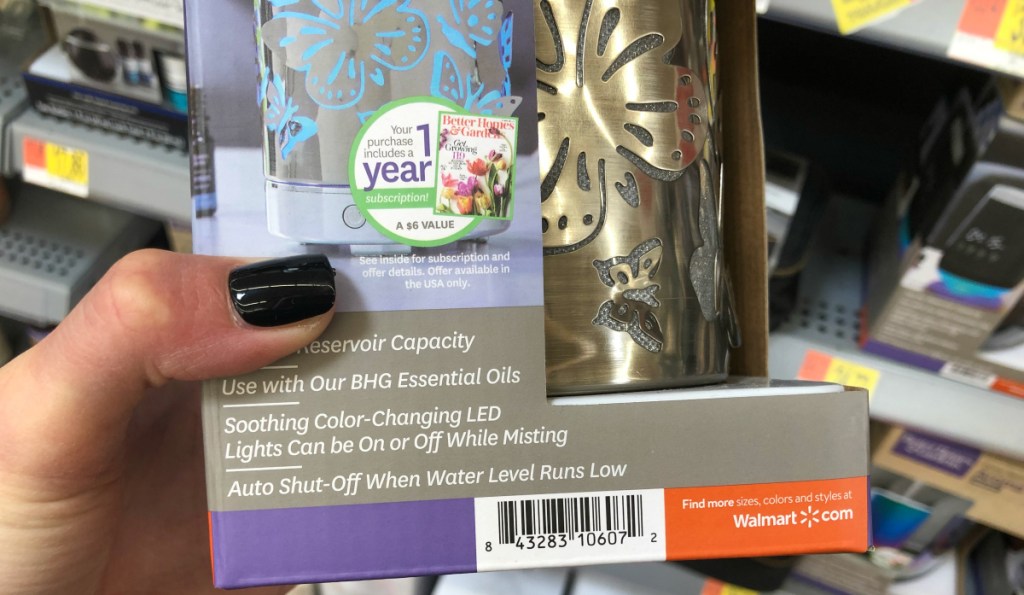 Your
purchase
includes a
1
year
subscription!
A $6 VALUE
Better Homes
& Gardens
Get
Growing
119
See inside for subscription and
offer details. Offer available in
the USA only.
Reservoir Capacity
Use with Our BHG Essential Oils
Soothing Color-Changing LED
Lights Can be On or Off While Misting
Auto Shut-Off When Water Level Runs Low
8 43283 10607 2
Find more sizes, colors and styles at
Walmart.com